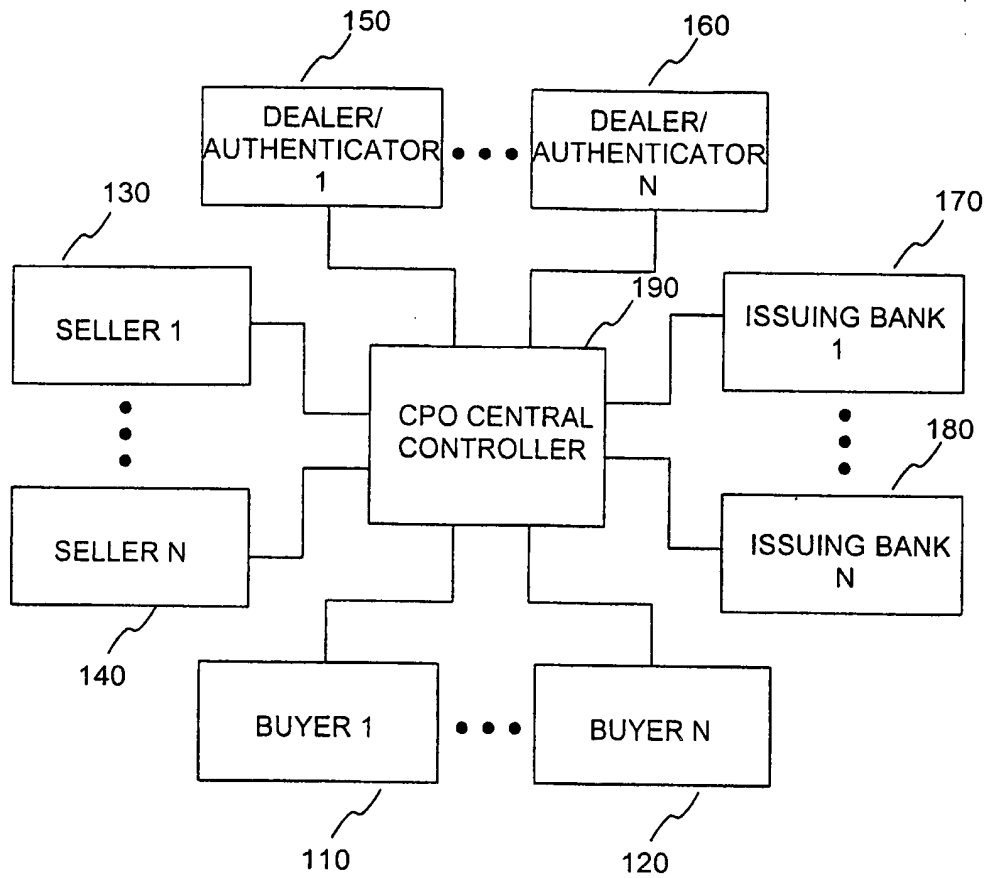 150
160
DEALER/
AUTHENTICATOR
1
DEALER/
AUTHENTICATOR
N
130
170
190
SELLER 1
ISSUING BANK
1
CPO CENTRAL
CONTROLLER
180
SELLER N
ISSUING BANK
N
140
BUYER 1
BUYER N
110
120